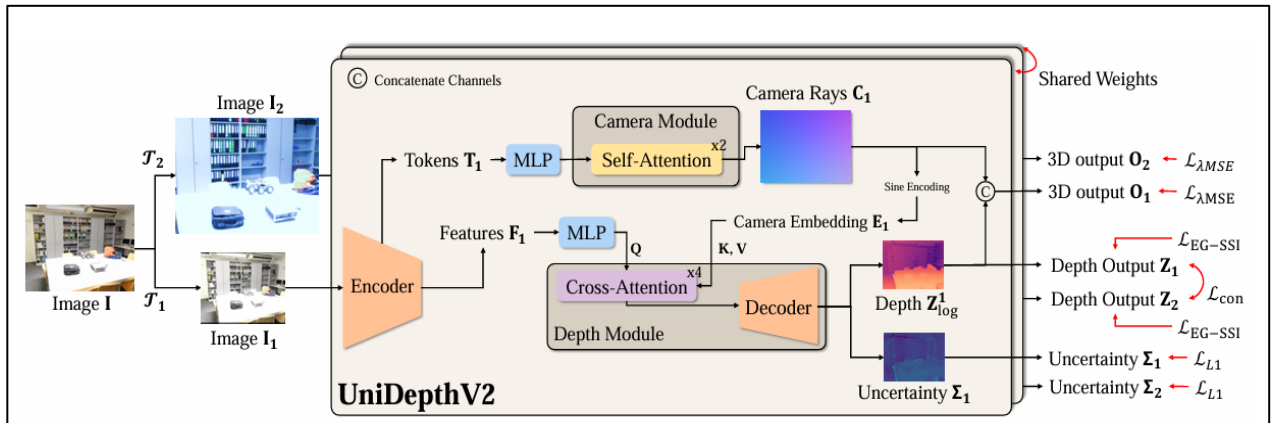 Ⓒ Concatenate Channels
Shared Weights
Image I₂
Camera Rays C₁
Camera Module
𝒯₂
Tokens T₁
MLP
Self-Attention
x2
3D output O₂
ℒλMSE
Sine Encoding
Ⓒ
3D output O₁
ℒλMSE
Camera Embedding E₁
Features F₁
MLP
Q
K, V
ℒEG−SSI
x4
Cross-Attention
Encoder
Decoder
Depth Output Z₁
Image I
𝒯₁
Depth Z¹log
ℒcon
Depth Output Z₂
Image I₁
Depth Module
ℒEG−SSI
Uncertainty Σ₁
ℒL1
UniDepthV2
Uncertainty Σ₁
Uncertainty Σ₂
ℒL1